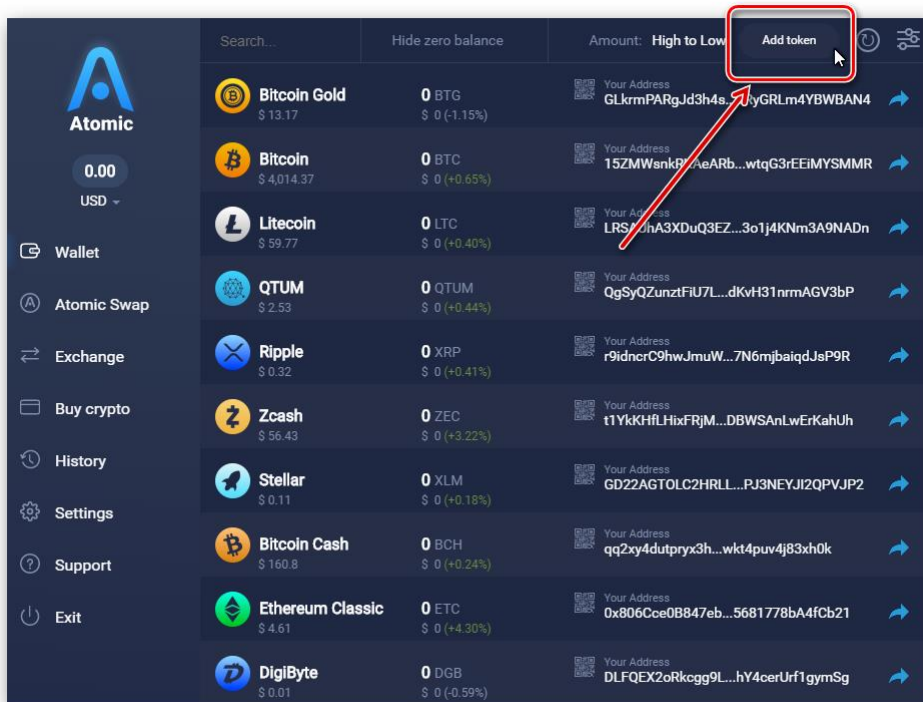 Atomic
0.00
USD
Wallet
Atomic Swap
Exchange
Buy crypto
History
Settings
Support
Exit
Search...
Hide zero balance
Amount: High to Low
Add token
Bitcoin Gold
$ 13.17
0 BTG
$ 0 (-1.15%)
Your Address
Bitcoin
$ 4,014.37
0 BTC
$ 0 (+0.65%)
Your Address
Litecoin
$ 59.77
0 LTC
$ 0 (+0.40%)
Your Address
QTUM
$ 2.53
0 QTUM
$ 0 (+0.44%)
Your Address
QgSyQZunztFiU7L...dKvH31nrmAGV3bP
Ripple
$ 0.32
0 XRP
$ 0 (+0.41%)
Your Address
r9idncrC9hwJmuW...7N6mjbaiqdJsP9R
Zcash
$ 56.43
0 ZEC
$ 0 (+3.22%)
Your Address
t1YkKHfLHixFRjM...DBWSAnLwErKahUh
Stellar
$ 0.11
0 XLM
$ 0 (+0.18%)
Your Address
GD22AGTOLC2HRLL...PJ3NEYJI2QPVJP2
Bitcoin Cash
$ 160.8
0 BCH
$ 0 (+0.24%)
Your Address
qq2xy4dutpryx3h...wkt4puv4j83xh0k
Ethereum Classic
$ 4.61
0 ETC
$ 0 (+4.30%)
Your Address
0x806Cce0B847eb...5681778bA4fCb21
DigiByte
$ 0.01
0 DGB
$ 0 (-0.59%)
Your Address
DLFQEX2oRkcgg9L...hY4cerUrf1gymSg